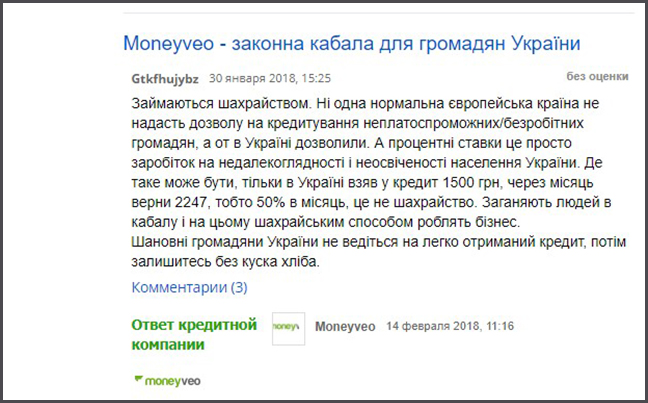 Moneyveo - законна кабала для громадян України
Gtkfhujybz 30 января 2018, 15:25 без оценки
Займаються шахрайством. Ні одна нормальна європейська країна не
надасть дозволу на кредитування неплатоспроможних/безробітних
громадян, а от в Україні дозволили. А процентні ставки це просто
заробіток на недалекоглядності і неосвіченості населення України. Де
таке може бути, тільки в Україні взяв у кредит 1500 грн, через місяць
верни 2247, тобто 50% в місяць, це не шахрайство. Заганяють людей в
кабалу і на цьому шахрайським способом роблять бізнес.
Шановні громадяни України не ведіться на легко отриманий кредит, потім
залишитесь без куска хліба.
Комментарии (3)
Ответ кредитной
компании
moneyv
Moneyveo 14 февраля 2018, 11:16
moneyveo